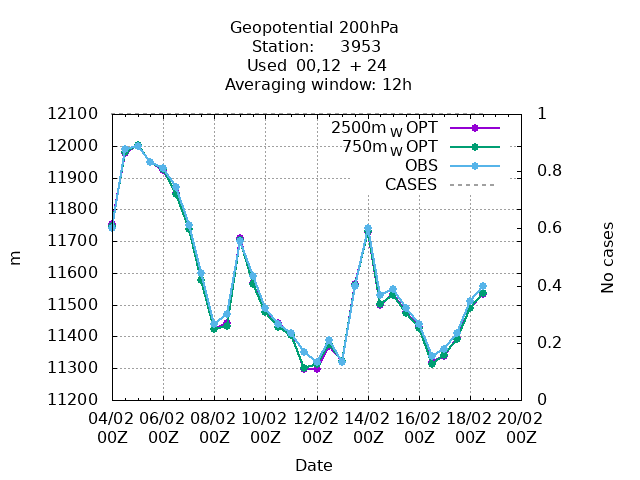 Geopotential 200hPa
Station: 3953
Used 00,12 + 24
Averaging window: 12h
12100
12000
11900
11800
11700
11600
11500
11400
11300
11200
m
1
0.8
0.6
0.4
0.2
0
No cases
2500m W OPT
750m W OPT
OBS
CASES
04/02 06/02 08/02 10/02 12/02 14/02 16/02 18/02 20/02
00Z 00Z 00Z 00Z 00Z 00Z 00Z 00Z 00Z
Date